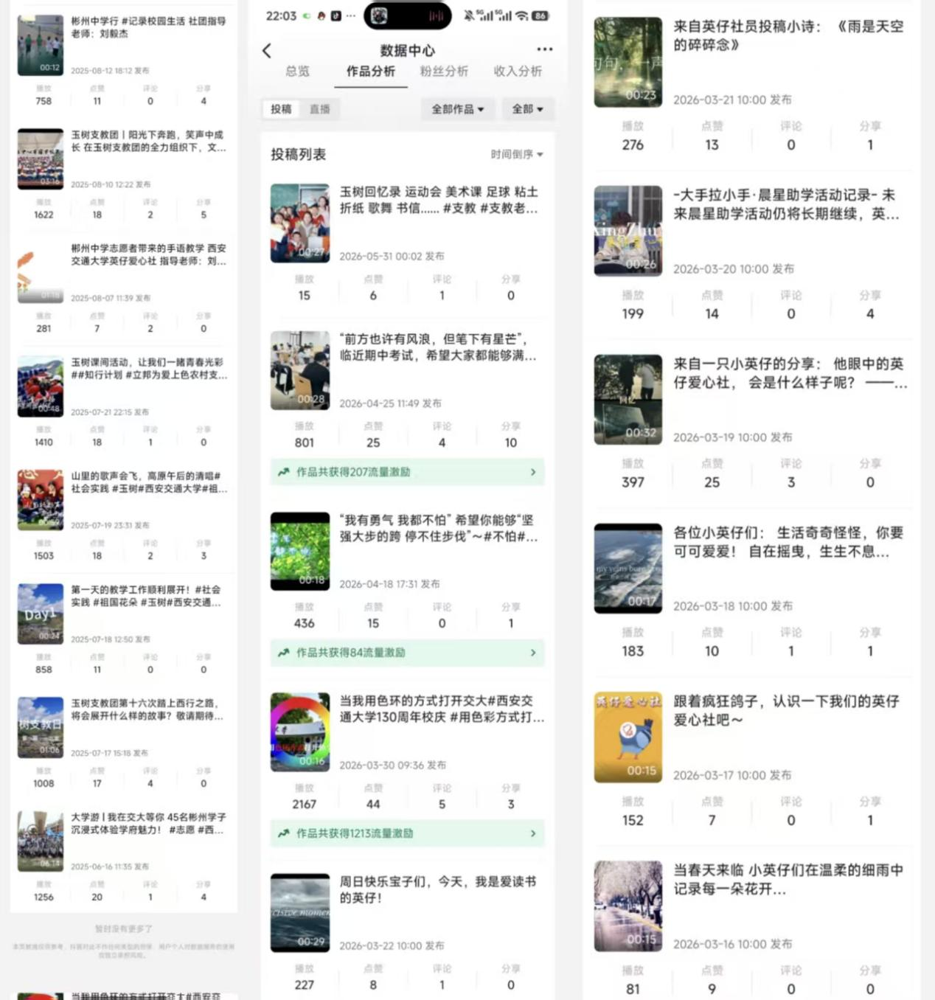 彬州中学行 #记录校园生活 社团指导
老师：刘毅杰
00:12
2025-08-12 18:12 发布
播放 点赞 评论 分享
758 11 0 4
玉树支教团丨阳光下奔跑，笑声中成
长 在玉树支教团的全力组织下，文...
03:16
2025-08-10 12:22 发布
播放 点赞 评论 分享
1622 18 2 5
郴州中学志愿者带来的手语教学 西安
交通大学英仔爱心社 指导老师：刘...
01:18
2025-08-07 11:39 发布
播放 点赞 评论 分享
281 7 2 0
玉树课间活动，让我们一睹青春光彩
##知行计划 #立邦为爱上色农村支...
00:48
2025-07-21 22:15 发布
播放 点赞 评论 分享
1410 18 1 0
山里的歌声会飞，高原午后的清唱#
社会实践 #玉树#西安交通大学#祖...
2025-07-19 23:31 发布
播放 点赞 评论 分享
1503 18 2 3
第一天的教学工作顺利展开！#社会
实践 #祖国花朵 #玉树#西安交通...
Day1
00:24
2025-07-18 12:50 发布
播放 点赞 评论 分享
858 11 0 0
玉树支教团第十六次踏上西行之路，
将会展开什么样的故事？敬请期待...
树支教日
01:06
2025-07-17 15:18 发布
播放 点赞 评论 分享
1008 17 4 0
大学游 | 我在交大等你 45名彬州学子
沉浸式体验学府魅力！ #志愿 #西...
06:14
2025-06-16 11:35 发布
播放 点赞 评论 分享
1256 20 1 4
暂时没有更多了
当我用色环的方式打开交大#西安交
22:03 ··· 5G 5G 86
数据中心
总览 作品分析 粉丝分析 收入分析
投稿 直播 全部作品 全部
投稿列表 时间倒序
玉树回忆录 运动会 美术课 足球 粘土
折纸 歌舞 书信...... #支教 #支教老...
00:27
2026-05-31 00:02 发布
播放 点赞 评论 分享
15 6 1 0
“前方也许有风浪，但笔下有星芒”，
临近期中考试，希望大家都能够满...
00:28
2026-04-25 11:49 发布
播放 点赞 评论 分享
801 25 4 10
作品共获得207流量激励
“我有勇气 我都不怕” 希望你能够“坚
强大步的跨 停不住步伐”～#不怕#...
00:18
2026-04-18 17:31 发布
播放 点赞 评论 分享
436 15 0 1
作品共获得84流量激励
当我用色环的方式打开交大#西安交
通大学130周年校庆 #用色彩方式打...
00:16
2026-03-30 09:36 发布
播放 点赞 评论 分享
2167 44 5 3
作品共获得1213流量激励
周日快乐宝子们，今天，我是爱读书
的英仔！
00:29
2026-03-22 10:00 发布
播放 点赞 评论 分享
227 8 1 0
来自英仔社员投稿小诗： 《雨是天空
的碎碎念》
00:23
2026-03-21 10:00 发布
播放 点赞 评论 分享
276 13 0 1
-大手拉小手·晨星助学活动记录- 未
来晨星助学活动仍将长期继续，英...
00:26
2026-03-20 10:00 发布
播放 点赞 评论 分享
199 14 0 4
来自一只小英仔的分享： 他眼中的英
仔爱心社， 会是什么样子呢？ ——...
回忆
00:32
2026-03-19 10:00 发布
播放 点赞 评论 分享
397 25 3 0
各位小英仔们： 生活奇奇怪怪，你要
可可爱爱！ 自在摇曳，生生不息...
00:17
2026-03-18 10:00 发布
播放 点赞 评论 分享
183 10 1 1
跟着疯狂鸽子，认识一下我们的英仔
爱心社吧～
英仔爱心社
00:15
2026-03-17 10:00 发布
播放 点赞 评论 分享
152 7 0 1
当春天来临 小英仔们在温柔的细雨中
记录每一朵花开...
00:15
2026-03-16 10:00 发布
播放 点赞 评论 分享
81 9 0 0